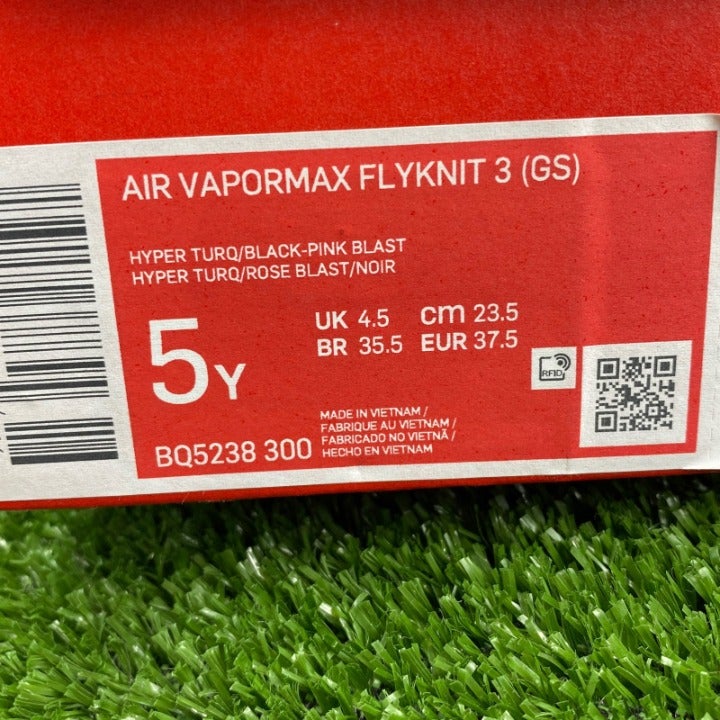 AIR VAPORMAX FLYKNIT 3 (GS)
HYPER TURQ/BLACK-PINK BLAST
HYPER TURQ/ROSE BLAST/NOIR
5Y
UK 4.5 cm 23.5
BR 35.5 EUR 37.5
RFID
BQ5238 300
MADE IN VIETNAM /
FABRIQUE AU VIETNAM /
FABRICADO NO VIETNÃ /
HECHO EN VIETNAM